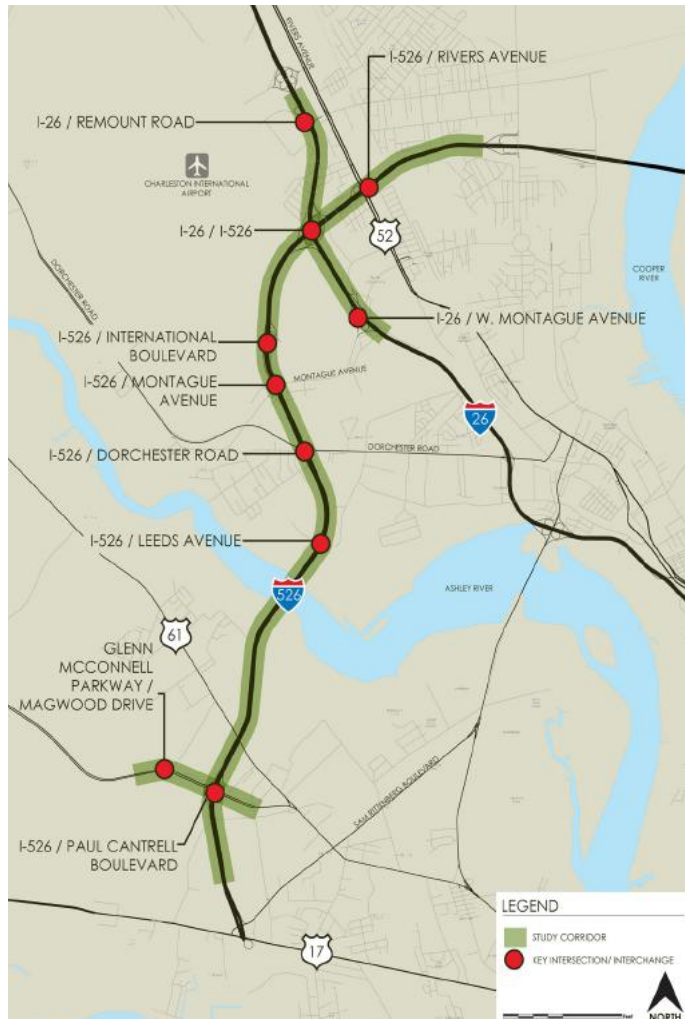 RIVERS AVENUE
I-526 / RIVERS AVENUE
I-26 / REMOUNT ROAD
CHARLESTON INTERNATIONAL
AIRPORT
I-26 / I-526
52
COOPER
RIVER
DORCHESTER ROAD
I-26 / W. MONTAGUE AVENUE
I-526 / INTERNATIONAL
BOULEVARD
I-526 / MONTAGUE
AVENUE
MONTAGUE AVENUE
26
I-526 / DORCHESTER ROAD
DORCHESTER ROAD
I-526 / LEEDS AVENUE
ASHLEY RIVER
526
61
GLENN
MCCONNELL
PARKWAY /
MAGWOOD DRIVE
SAM RITTENBERG BOULEVARD
I-526 / PAUL CANTRELL
BOULEVARD
17
LEGEND
STUDY CORRIDOR
KEY INTERSECTION/ INTERCHANGE
Feet
NORTH